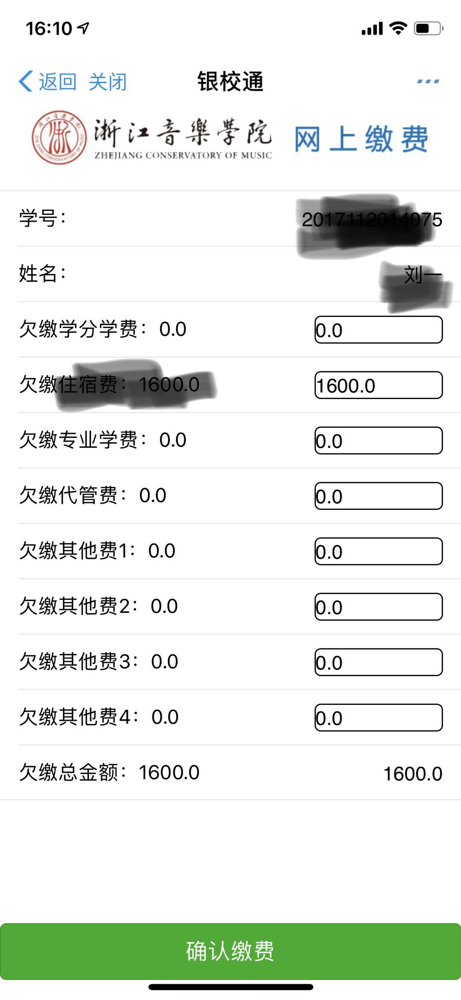 16:10
返回 关闭 银校通
浙江音樂學院 网上缴费
ZHEJIANG CONSERVATORY OF MUSIC
学号：
姓名：
欠缴学分学费：0.0 0.0
欠缴住宿费：1600.0 1600.0
欠缴专业学费：0.0 0.0
欠缴代管费：0.0 0.0
欠缴其他费1：0.0 0.0
欠缴其他费2：0.0 0.0
欠缴其他费3：0.0 0.0
欠缴其他费4：0.0 0.0
欠缴总金额：1600.0 1600.0
确认缴费